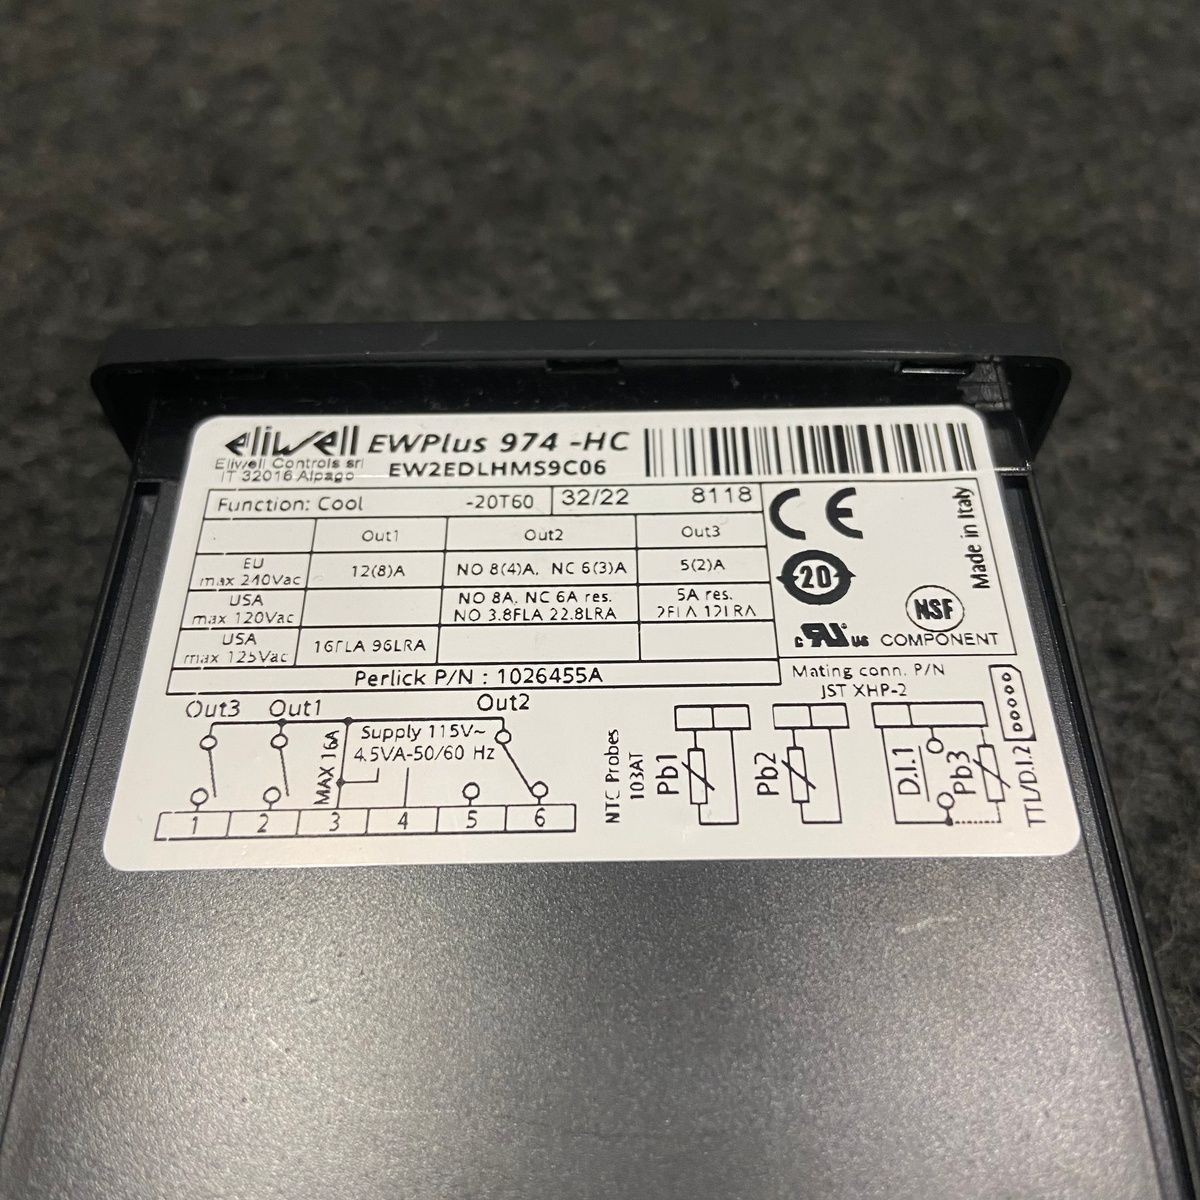 eliwell EWPlus 974 -HC
Eliwell Controls srl
IT 32016 Alpago
EW2EDLHMS9C06
Function: Cool -20T60 32/22 8118
Out1 Out2 Out3
EU
max 240Vac 12(8)A NO 8(4)A, NC 6(3)A 5(2)A
USA
max 120Vac NO 8A, NC 6A res. 5A res.
NO 3.8FLA 22.8LRA 2FLA 12LRA
USA
max 125Vac 16FLA 96LRA
Perlick P/N : 1026455A
CE
20
Made in Italy
NSF
c RU us COMPONENT
Mating conn. P/N
JST XHP-2
Out3 Out1 Out2
Supply 115V~
4.5VA-50/60 Hz
MAX 16A
1 2 3 4 5 6
NTC Probes
103AT
Pb1
Pb2
D.I.1
Pb3
TTL/D.I.2